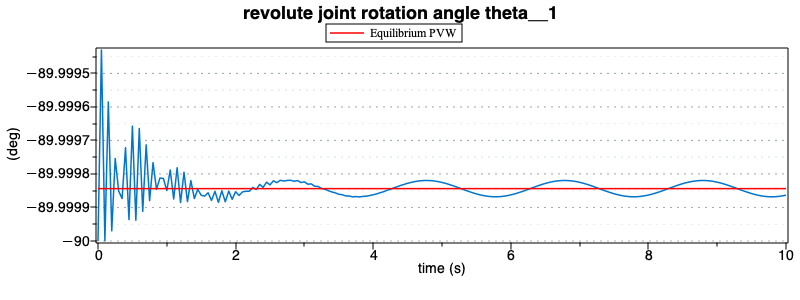 revolute joint rotation angle theta__1
Equilibrium PVW
−89.9995
−89.9996
−89.9997
−89.9998
−89.9999
−90
(deg)
0 2 4 6 8 10
time (s)